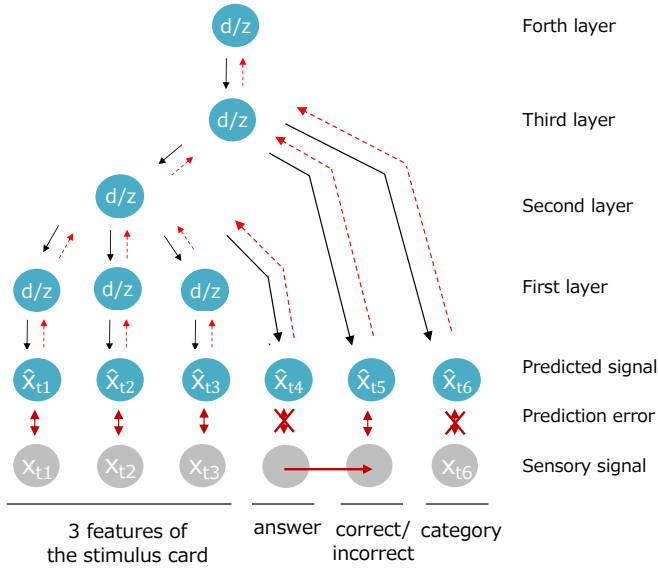 d/z
Forth layer
d/z
Third layer
d/z
Second layer
d/z d/z d/z
First layer
x̂t1 x̂t2 x̂t3 x̂t4 x̂t5 x̂t6
Predicted signal
Prediction error
xt1 xt2 xt3 xt6
Sensory signal
3 features of
the stimulus card
answer
correct/
incorrect
category